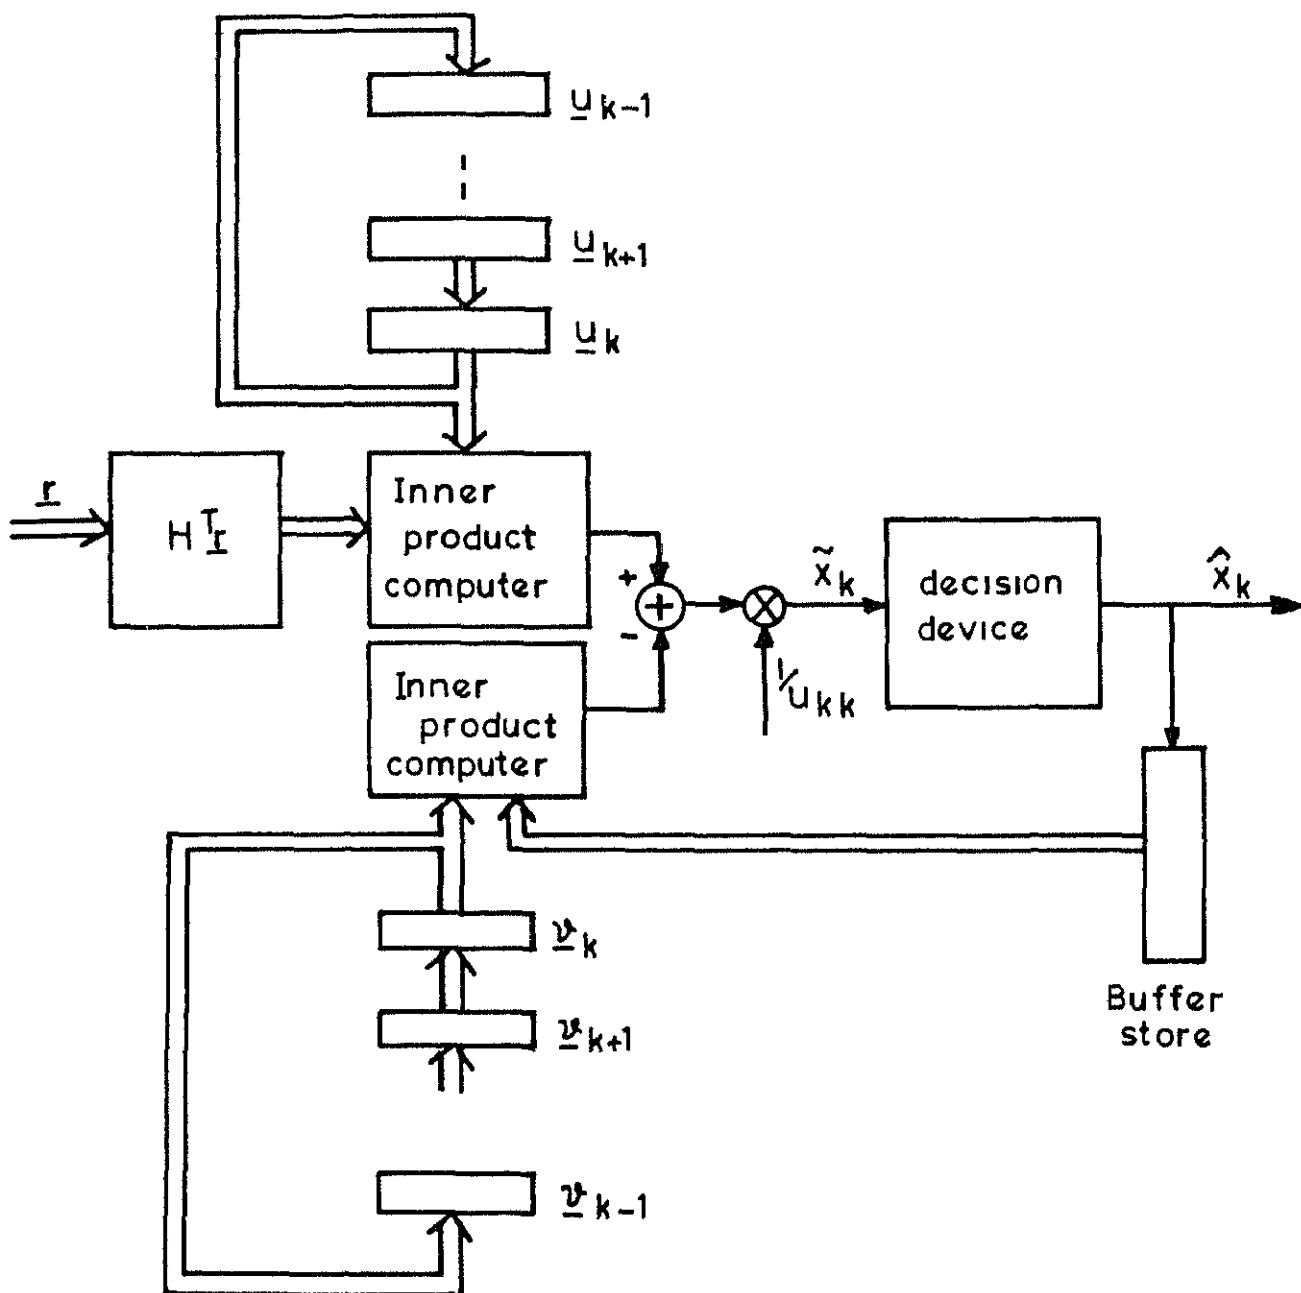 u k-1
u k+1
u k
r
H^T r
Inner
product
computer
+
-
x̃ k
decision
device
x̂ k
1/u kk
Inner
product
computer
v k
v k+1
v k-1
Buffer
store